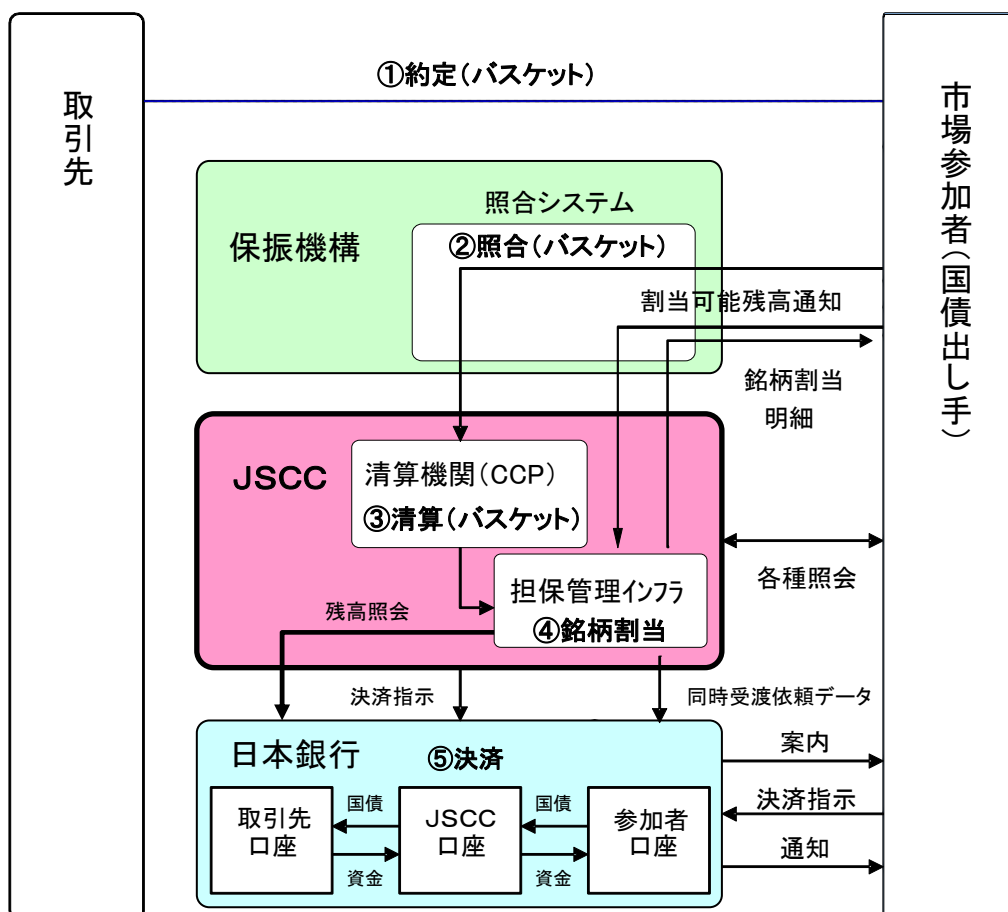 ①約定(バスケット)
取引先
市場参加者(国債出し手)
照合システム
保振機構
②照合(バスケット)
割当可能残高通知
銘柄割当
明細
JSCC
清算機関(CCP)
③清算(バスケット)
各種照会
担保管理インフラ
④銘柄割当
残高照会
決済指示
同時受渡依頼データ
日本銀行
⑤決済
案内
決済指示
通知
取引先
口座
国債
資金
JSCC
口座
国債
資金
参加者
口座